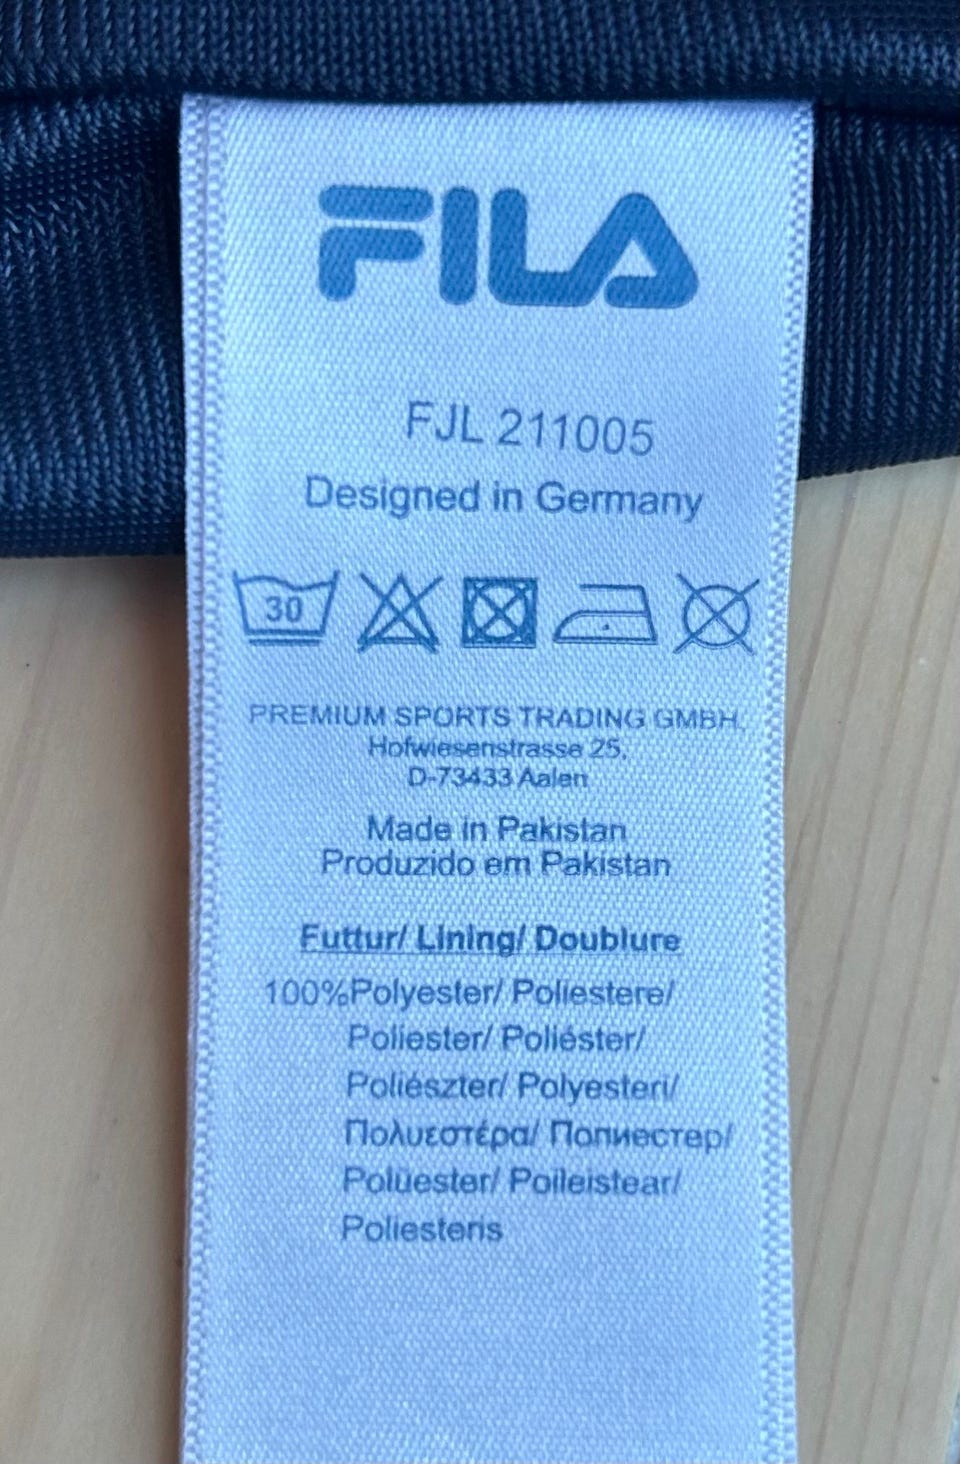 FILA
FJL 211005
Designed in Germany
30
PREMIUM SPORTS TRADING GMBH.
Hofwiesenstrasse 25,
D-73433 Aalen
Made in Pakistan
Produzido em Pakistan
Futtur/ Lining/ Doublure
100%Polyester/ Poliestere/
Poliester/ Poliéster/
Poliészter/ Polyesteri/
Πολυεστέρα/ Полиестер/
Polüester/ Poileistear/
Poliesteris